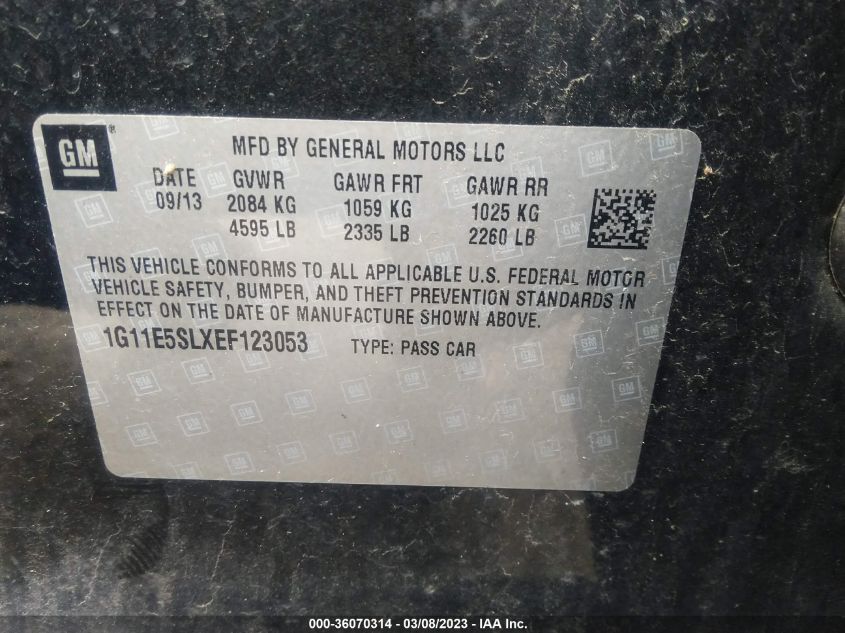 GM ® MFD BY GENERAL MOTORS LLC
DATE GVWR GAWR FRT GAWR RR
09/13 2084 KG 1059 KG 1025 KG
4595 LB 2335 LB 2260 LB
THIS VEHICLE CONFORMS TO ALL APPLICABLE U.S. FEDERAL MOTOR
VEHICLE SAFETY, BUMPER, AND THEFT PREVENTION STANDARDS IN
EFFECT ON THE DATE OF MANUFACTURE SHOWN ABOVE.
1G11E5SLXEF123053 TYPE: PASS CAR
000-36070314 - 03/08/2023 - IAA Inc.